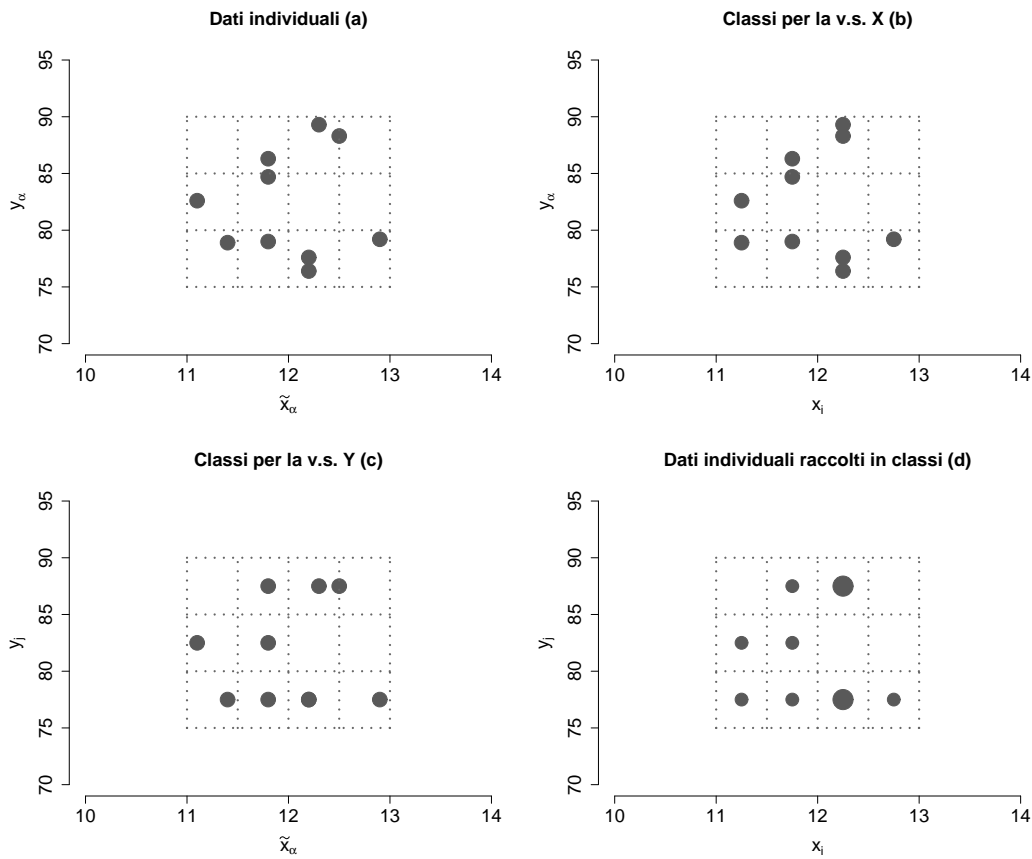 Dati individuali (a)
95
90
85
80
75
70
yα
10 11 12 13 14
x̃α
Classi per la v.s. X (b)
95
90
85
80
75
70
yα
10 11 12 13 14
xi
Classi per la v.s. Y (c)
95
90
85
80
75
70
yj
10 11 12 13 14
x̃α
Dati individuali raccolti in classi (d)
95
90
85
80
75
70
yj
10 11 12 13 14
xi